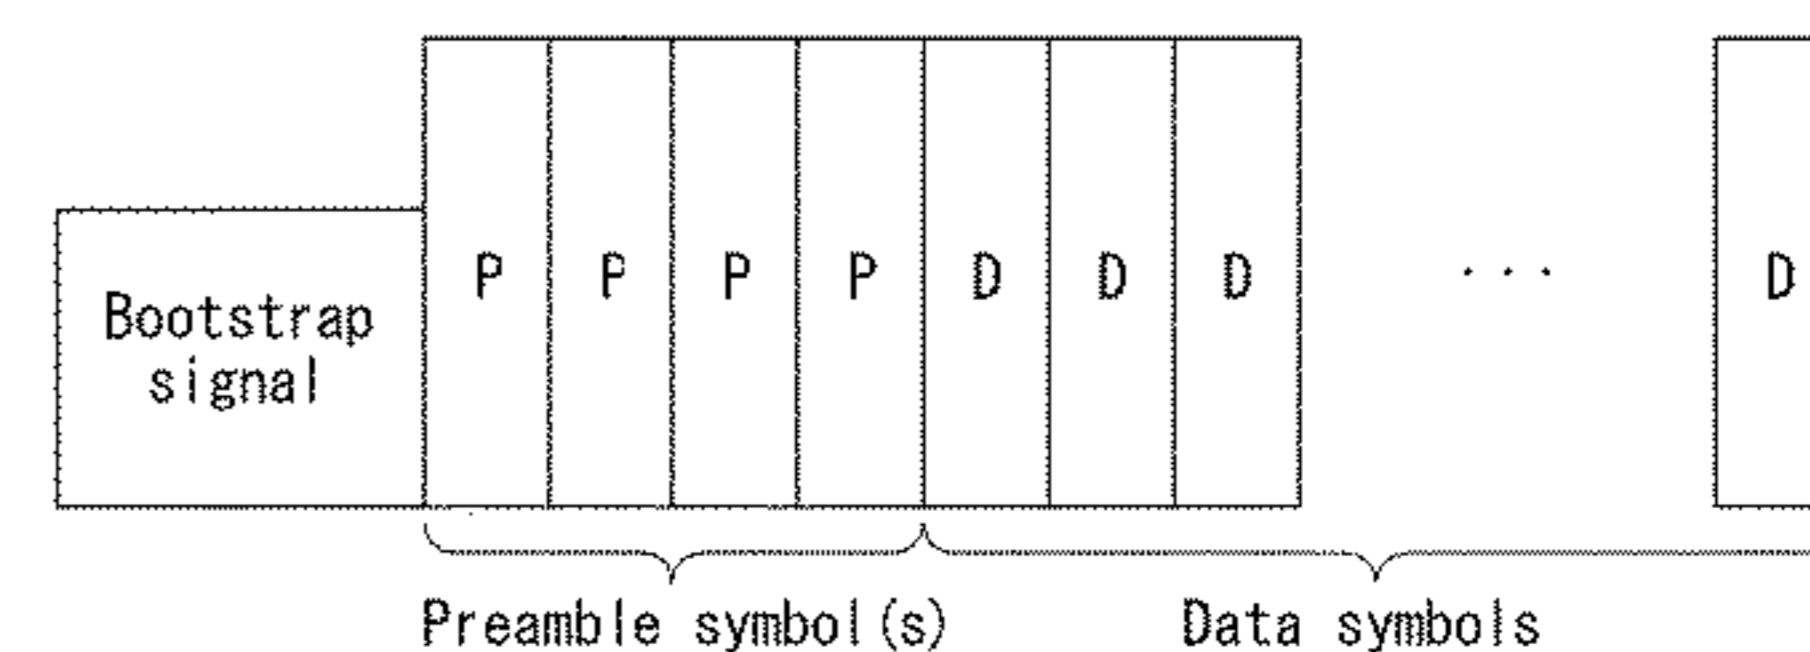 P P P P D D D ... D
Bootstrap
signal
Preamble symbol(s) Data symbols